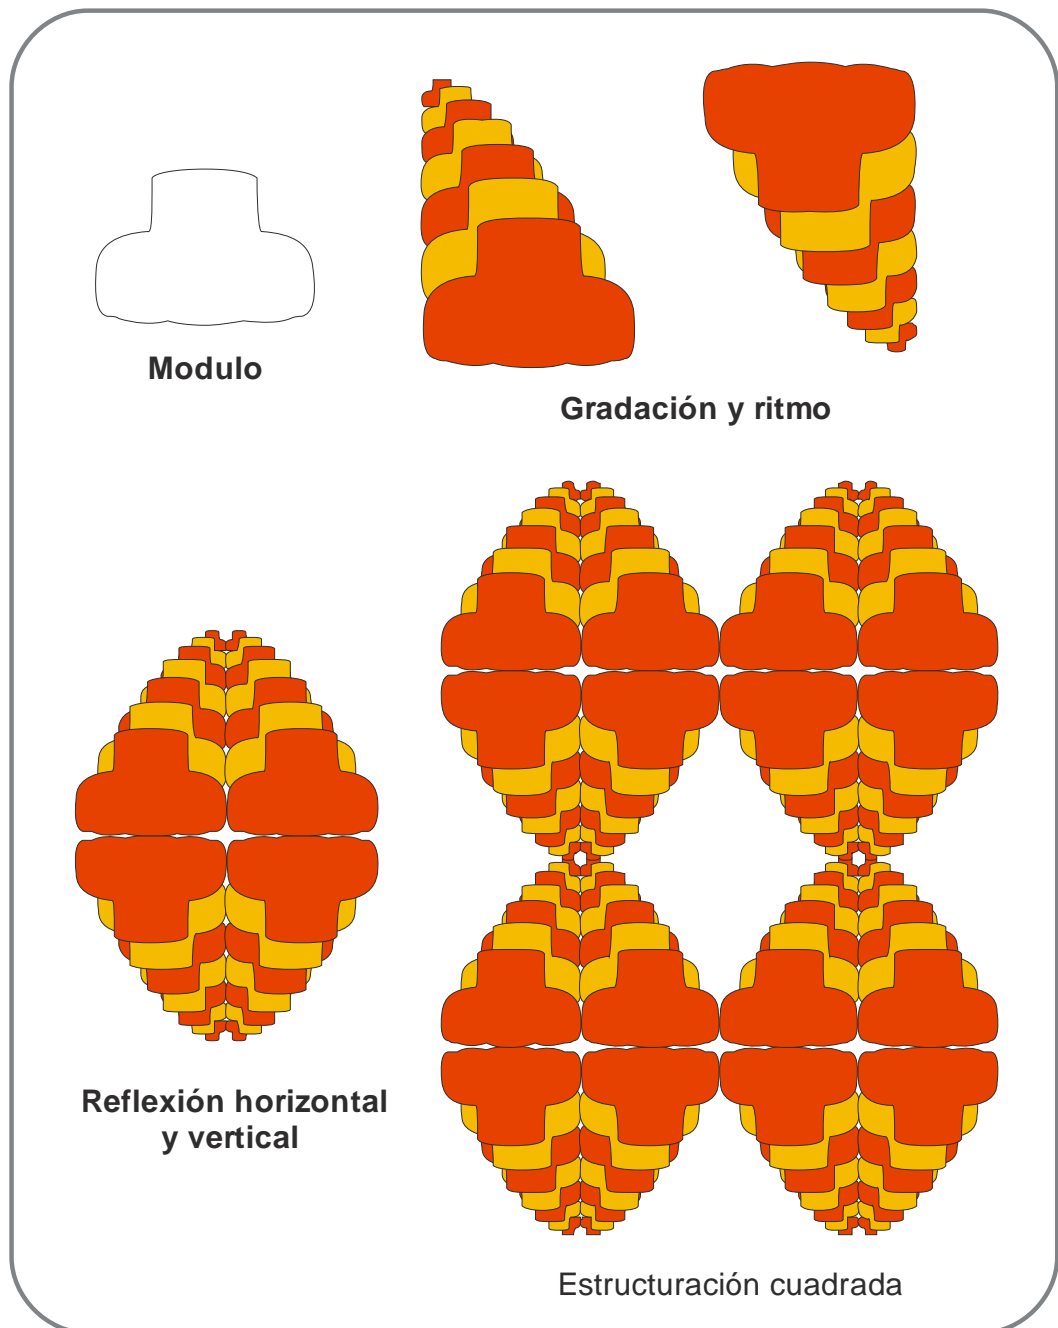 Modulo
Gradación y ritmo
Reflexión horizontal
y vertical
Estructuración cuadrada